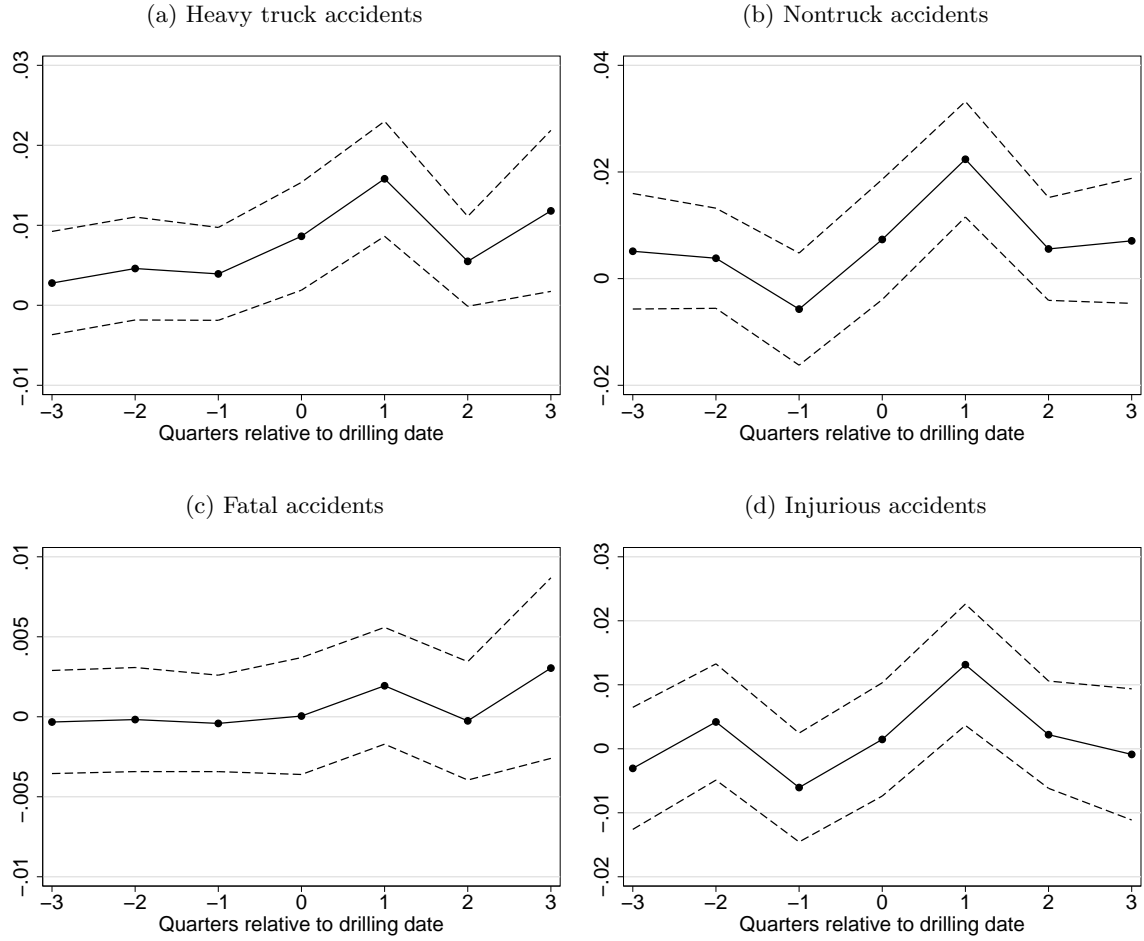 (a) Heavy truck accidents
.03
.02
.01
0
−.01
−3 −2 −1 0 1 2 3
Quarters relative to drilling date
(b) Nontruck accidents
.04
.02
0
−.02
−3 −2 −1 0 1 2 3
Quarters relative to drilling date
(c) Fatal accidents
.01
.005
0
−.005
−.01
−3 −2 −1 0 1 2 3
Quarters relative to drilling date
(d) Injurious accidents
.03
.02
.01
0
−.01
−.02
−3 −2 −1 0 1 2 3
Quarters relative to drilling date